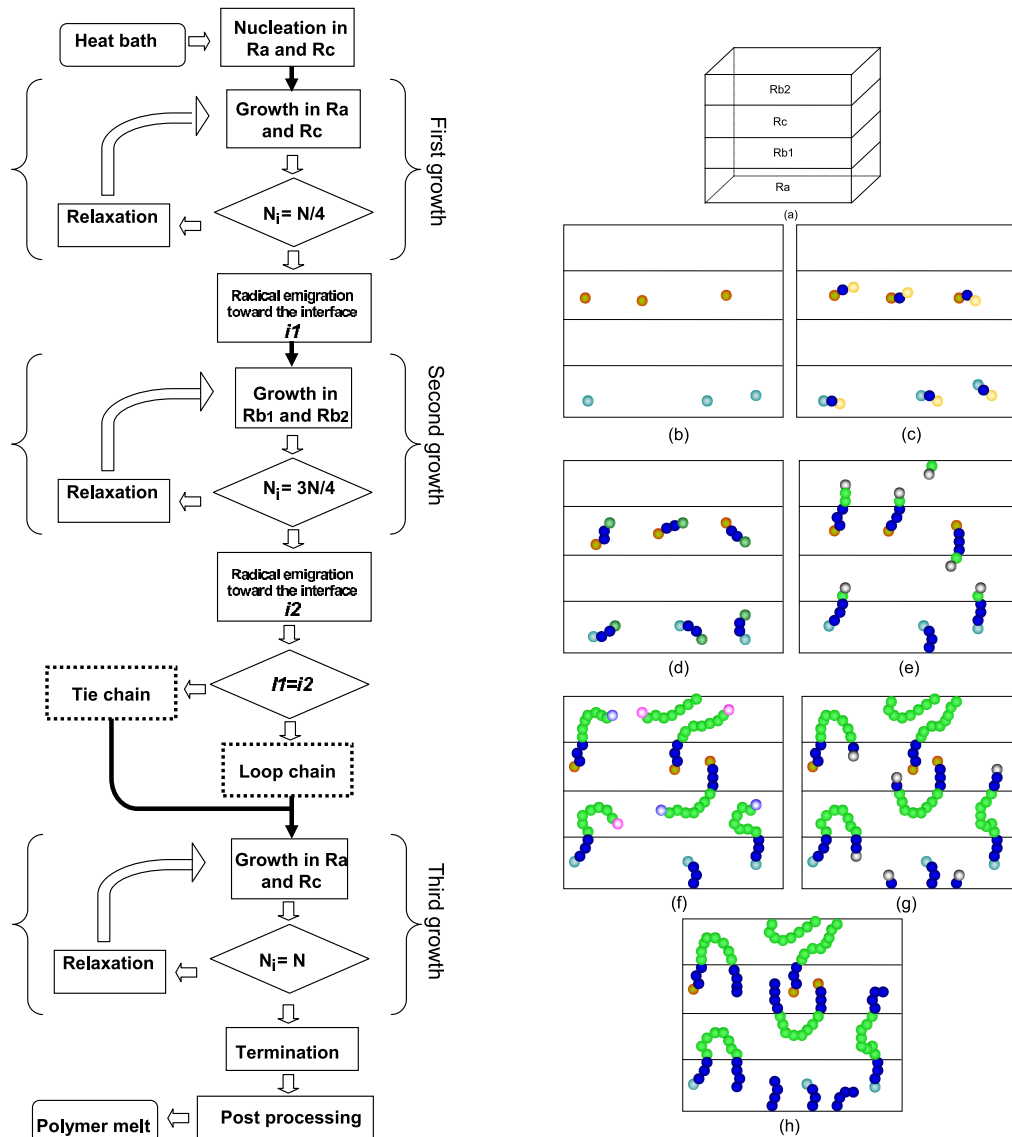 Heat bath
Nucleation in
Ra and Rc
Growth in Ra
and Rc
Ni= N/4
Relaxation
First growth
Radical emigration
toward the interface
i1
Growth in
Rb1 and Rb2
Ni= 3N/4
Relaxation
Second growth
Radical emigration
toward the interface
i2
I1=i2
Tie chain
Loop chain
Growth in Ra
and Rc
Ni= N
Relaxation
Third growth
Termination
Post processing
Polymer melt
Rb2
Rc
Rb1
Ra
(a)
(b)
(c)
(d)
(e)
(f)
(g)
(h)